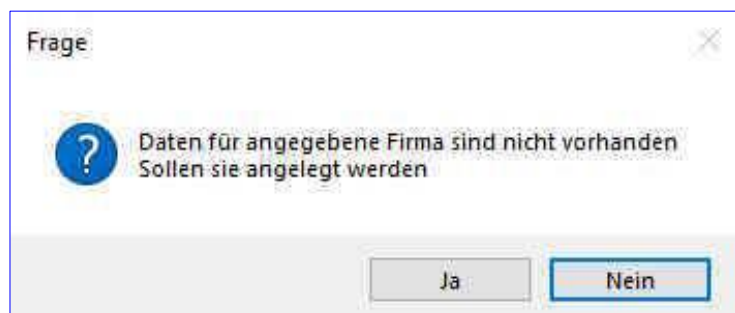 Frage
Daten für angegebene Firma sind nicht vorhanden
Sollen sie angelegt werden
Ja
Nein